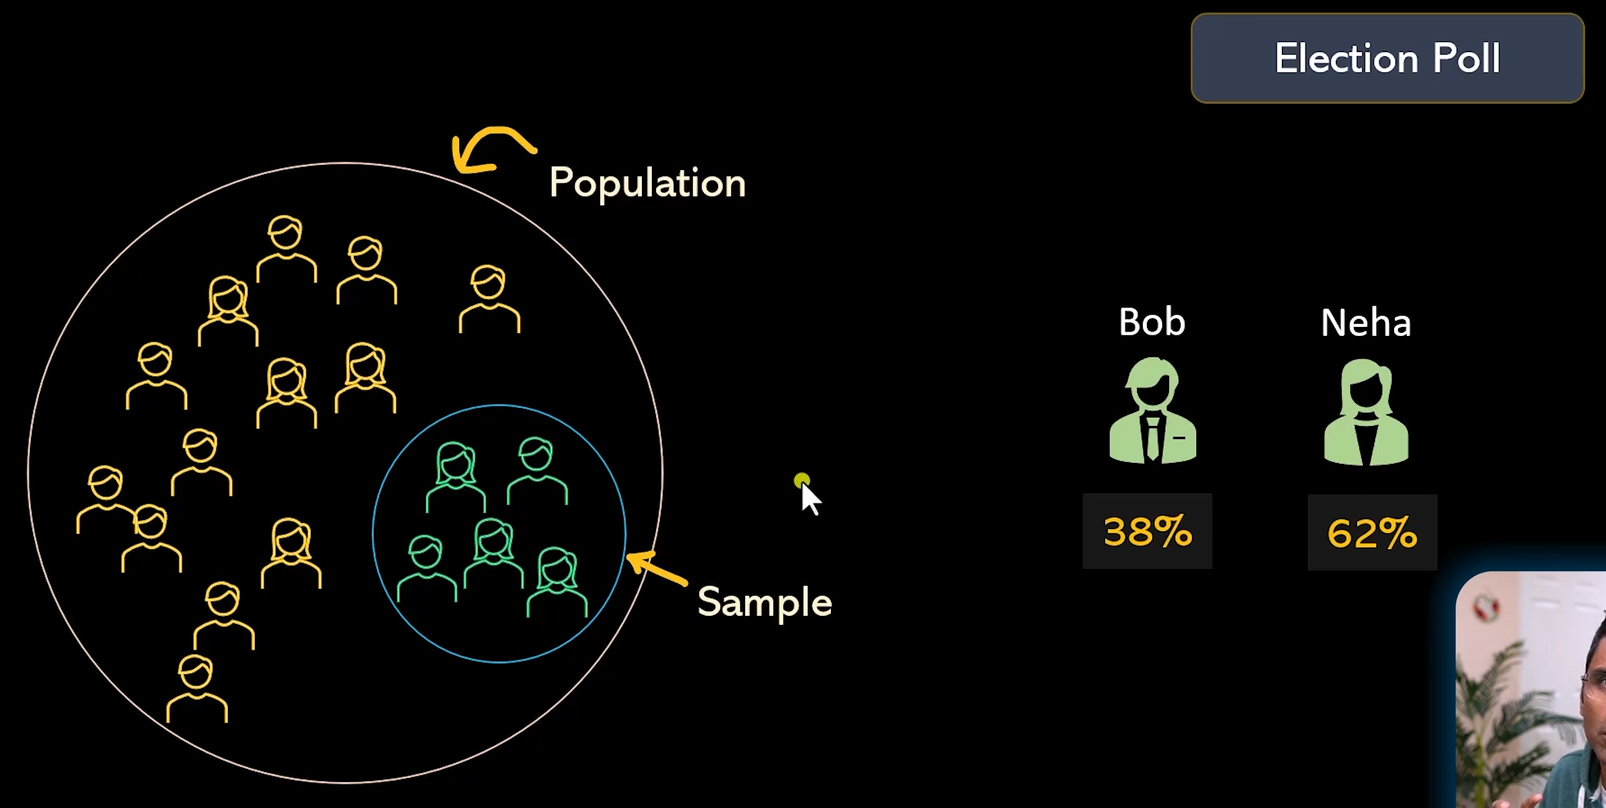 Election Poll
Population
Bob
Neha
38%
62%
Sample